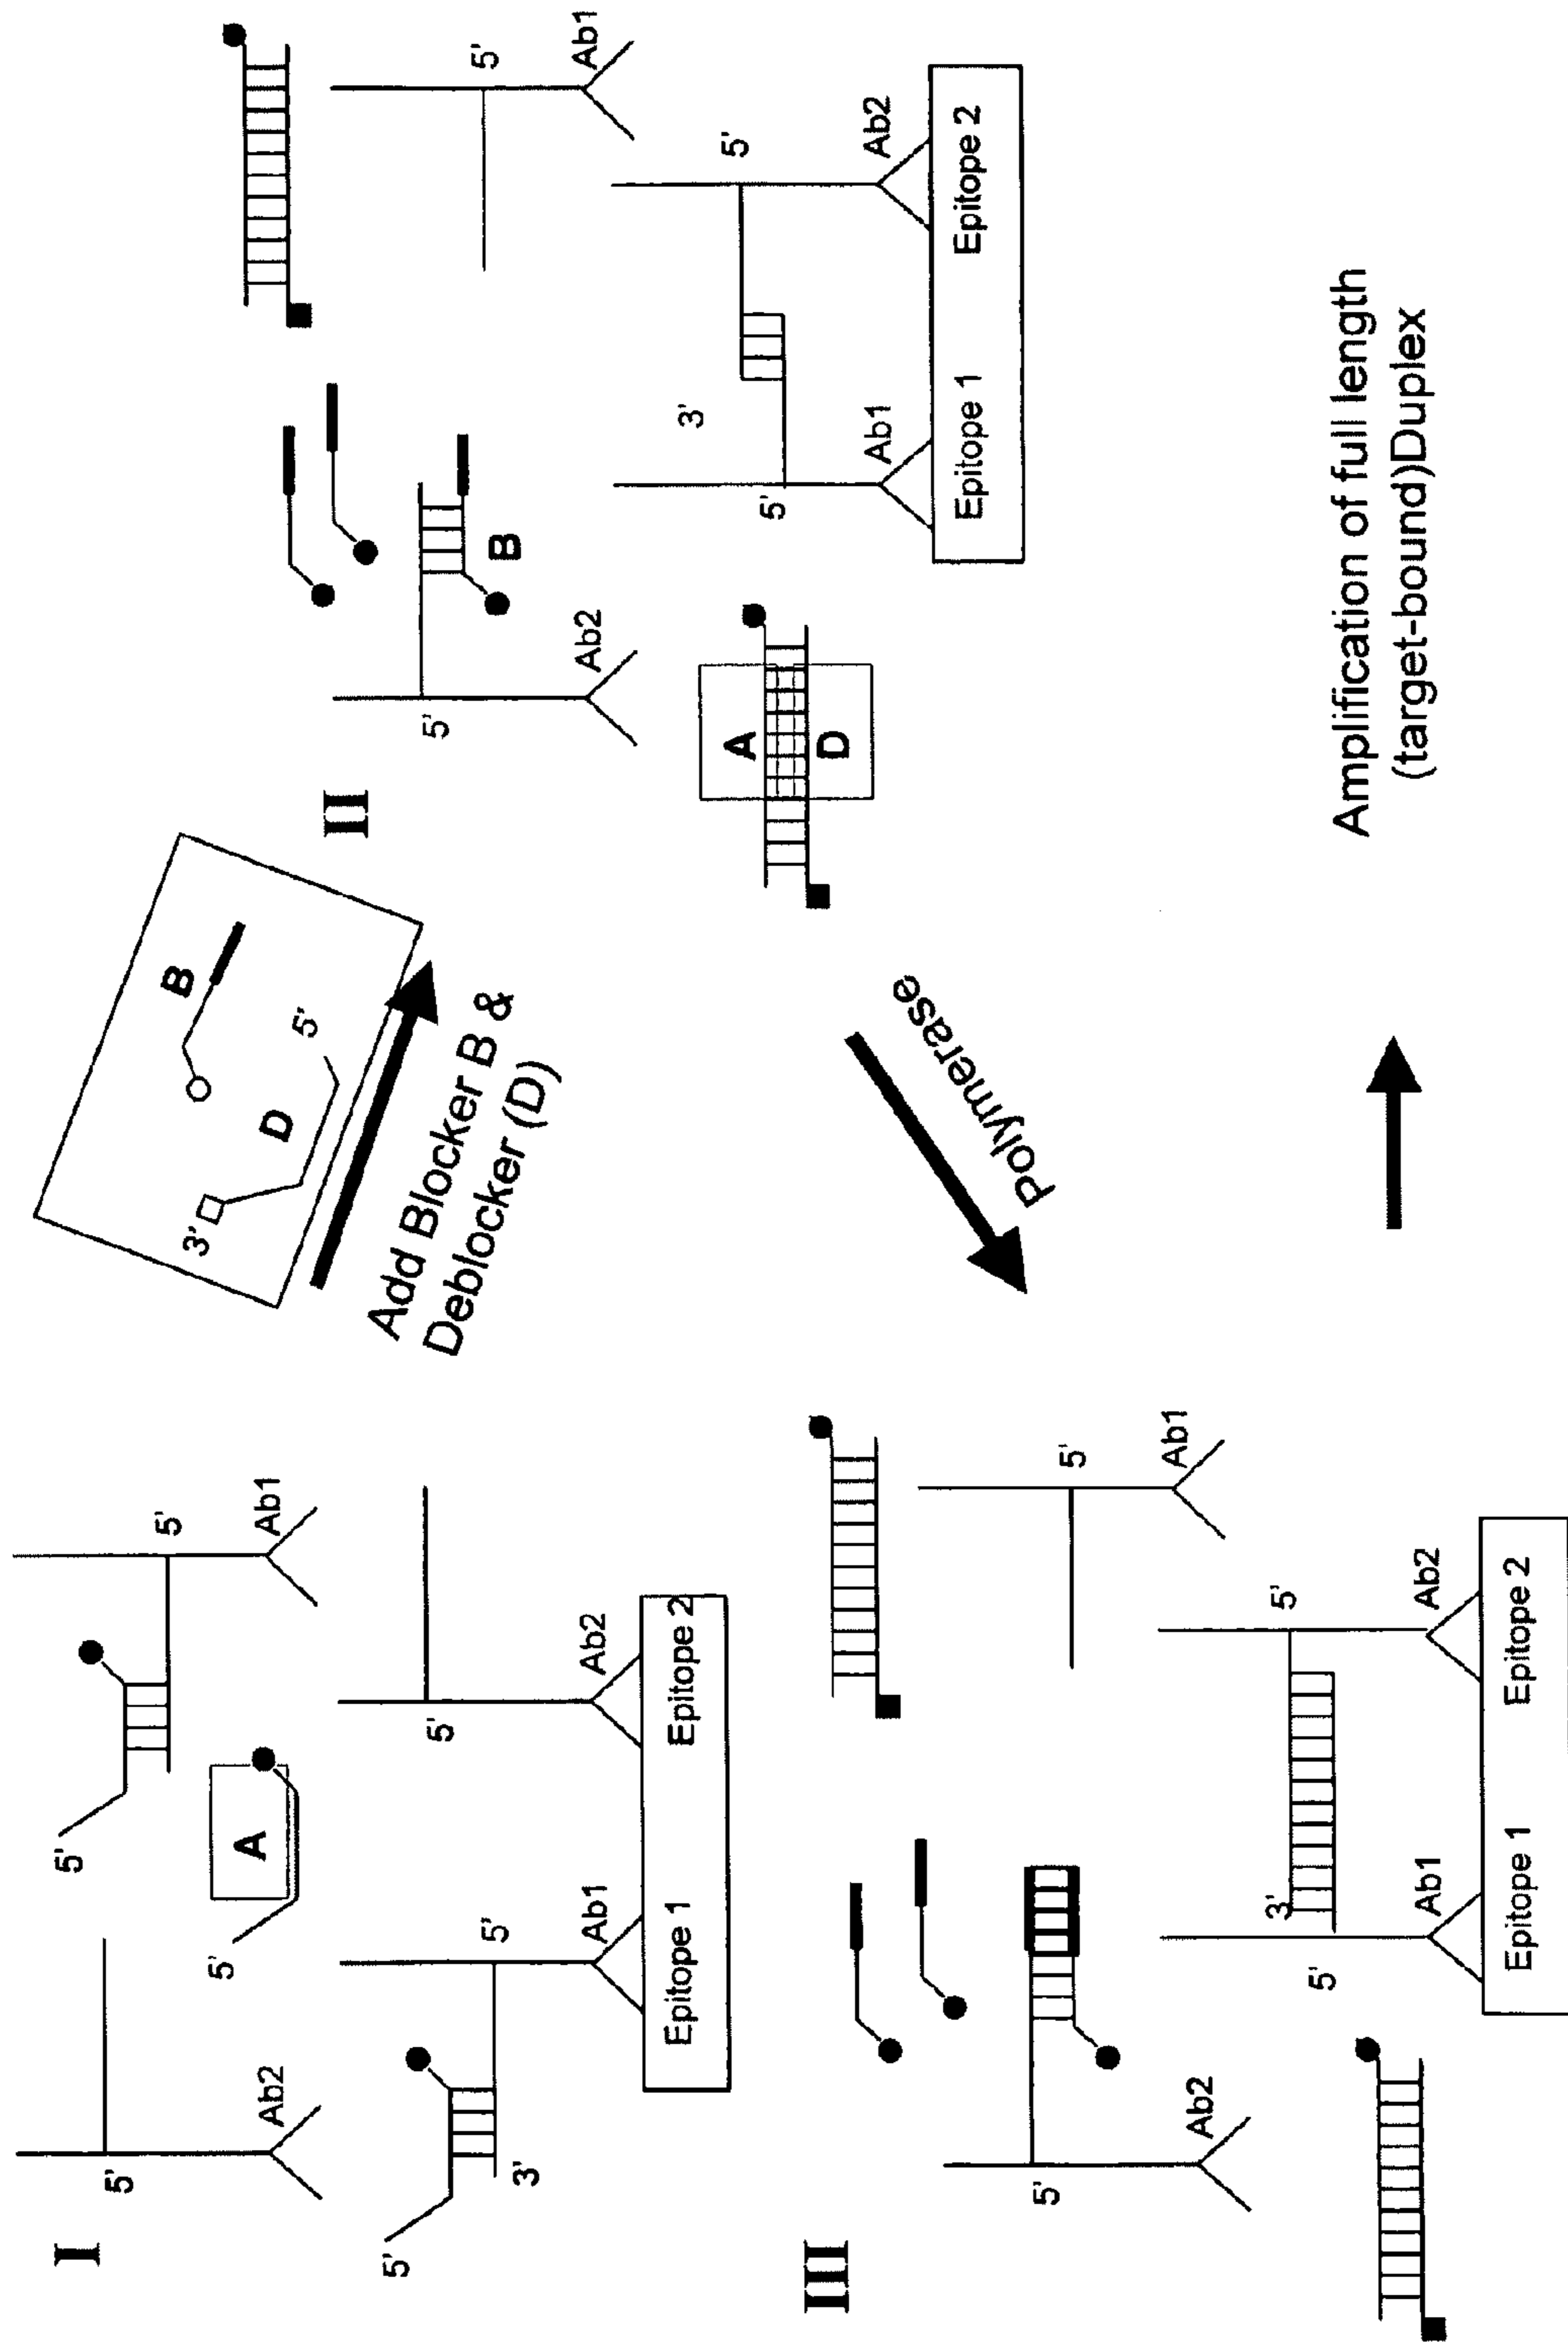 I
5'
Ab2
5'
A
5'
5'
Ab1
5'
3'
5'
Ab1
5'
Ab2
Epitope 1
Epitope 2
3'
D
B
5'
Add Blocker B &
Deblocker (D)
II
5'
B
Ab2
5'
Ab1
A
D
3'
5'
5'
Ab1
Ab2
Epitope 1
Epitope 2
Polymerase
III
5'
Ab2
5'
Ab1
3'
5'
5'
Ab1
Ab2
Epitope 1
Epitope 2
Amplification of full length
(target-bound)Duplex